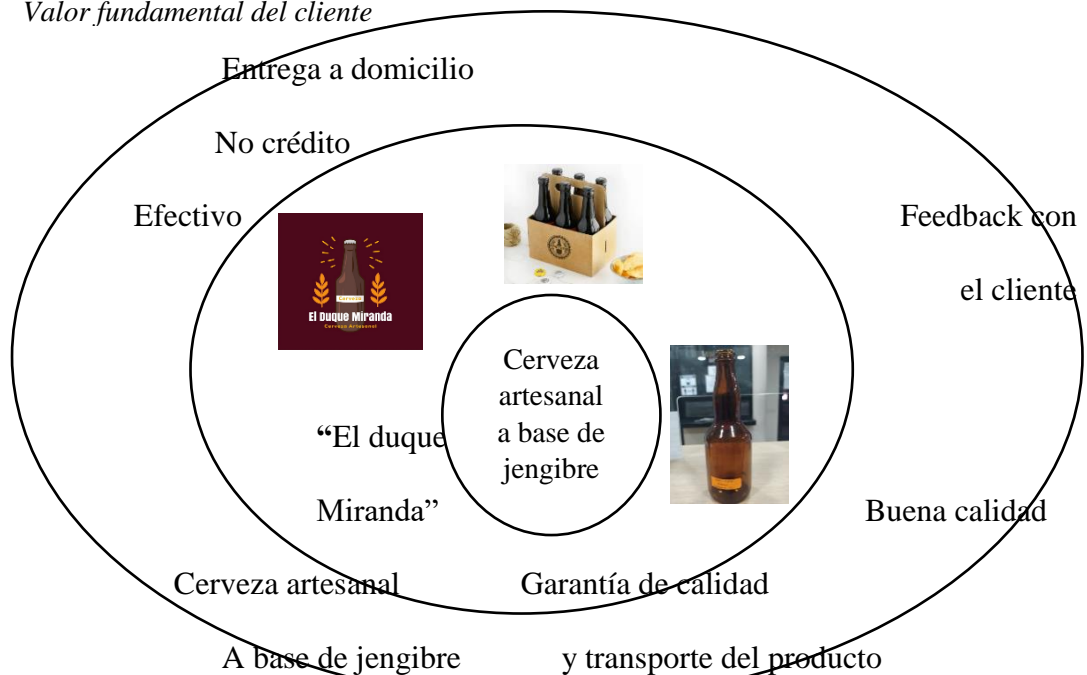 Valor fundamental del cliente
Entrega a domicilio
No crédito
Efectivo
Feedback con
el cliente
Cerveza
El Duque Miranda
Cerveza Artesanal
Cerveza
artesanal
a base de
jengibre
“El duque
Miranda”
Buena calidad
Cerveza artesanal
Garantía de calidad
A base de jengibre
y transporte del producto